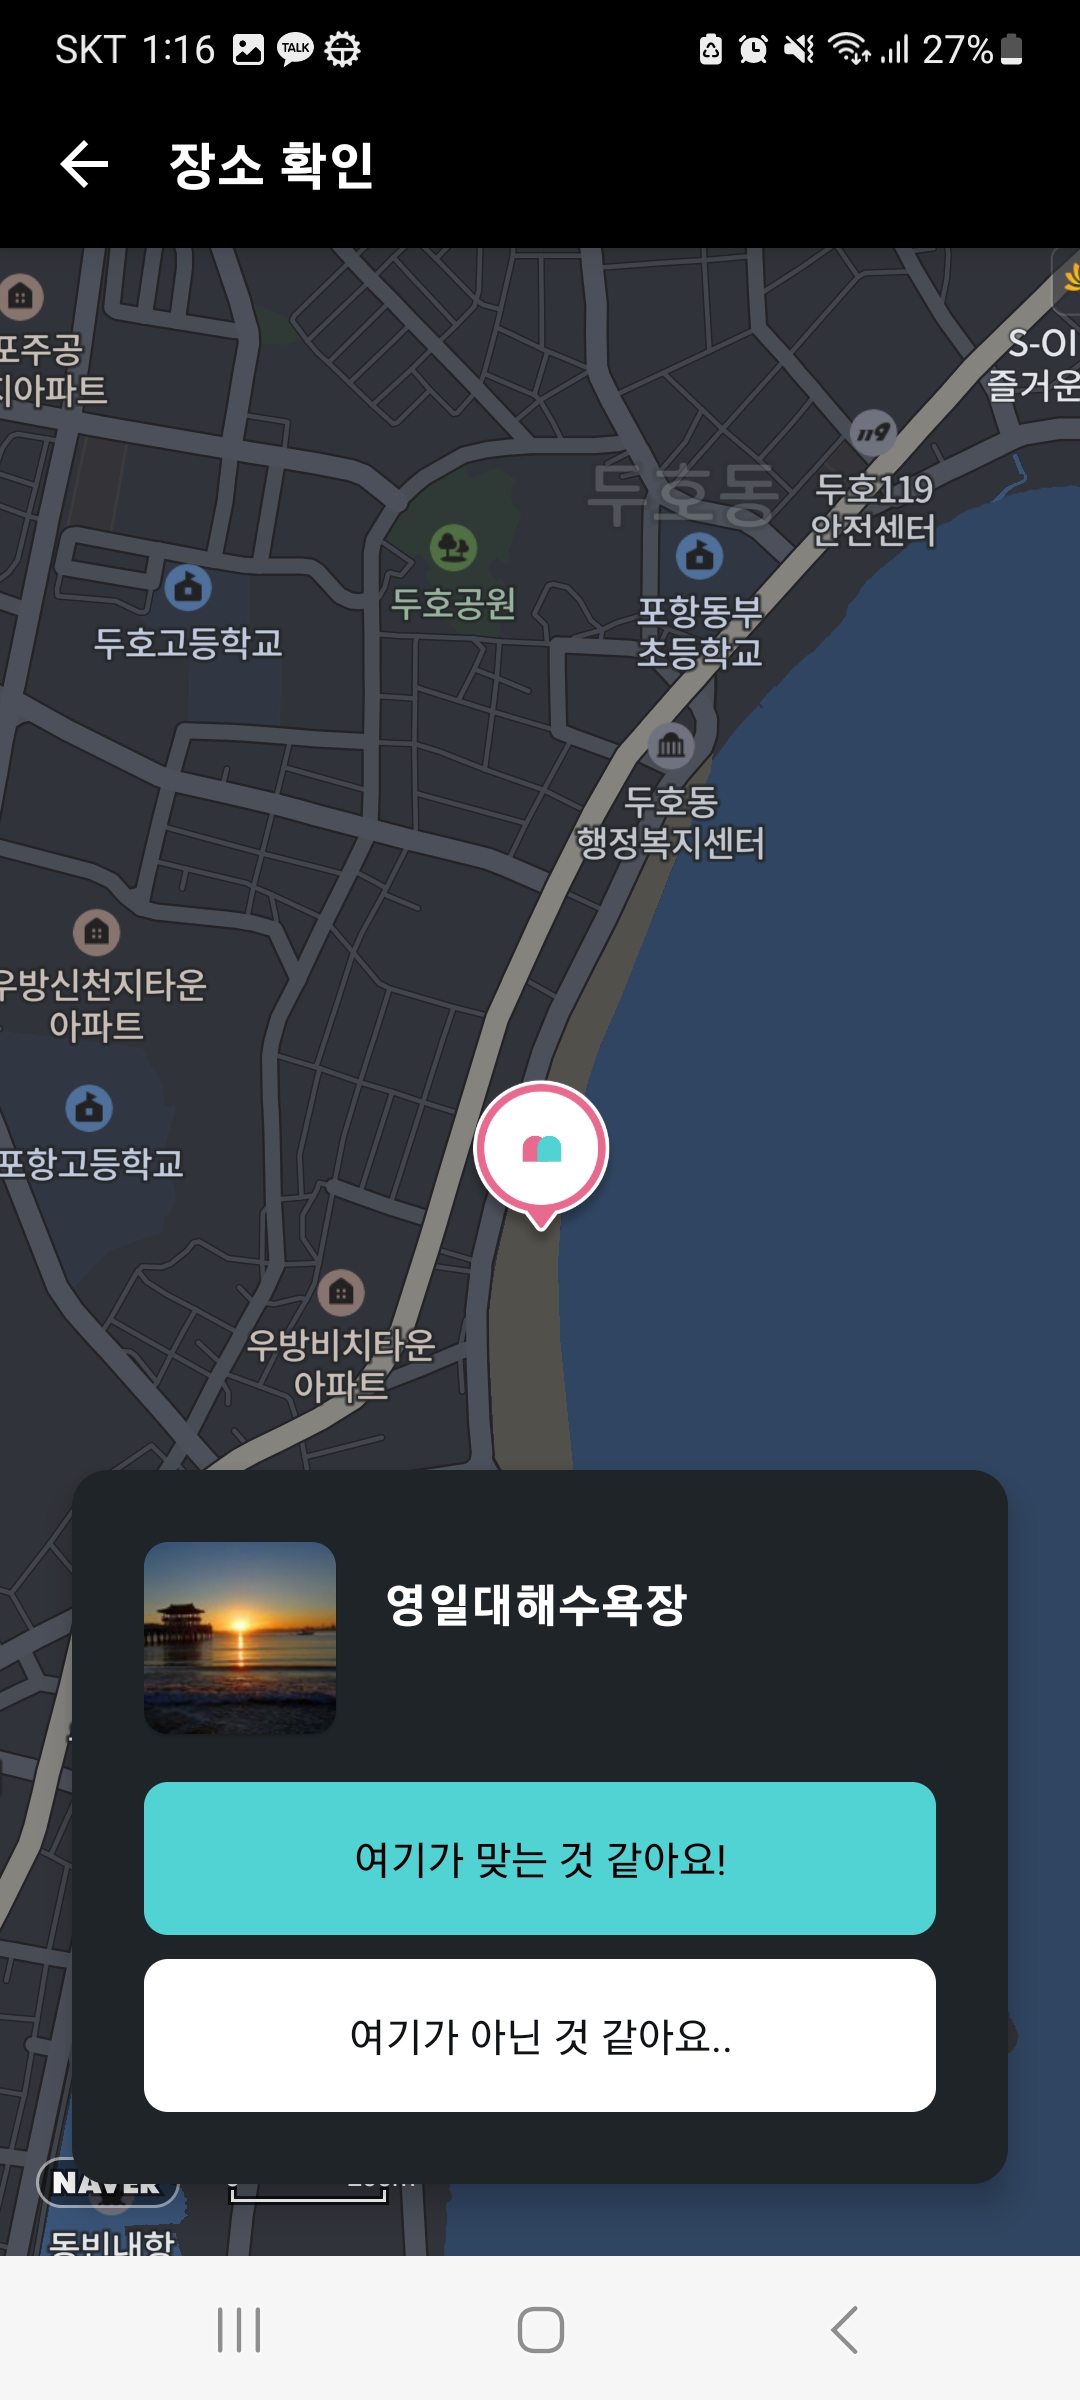 SKT 1:16 TALK 27%
장소 확인
포주공
치아파트
S-OI
즐거운
119
두호동
두호119
안전센터
두호공원
포항동부
초등학교
두호고등학교
두호동
행정복지센터
우방신천지타운
아파트
포항고등학교
우방비치타운
아파트
영일대해수욕장
여기가 맞는 것 같아요!
여기가 아닌 것 같아요..
NAVER
동빈내항